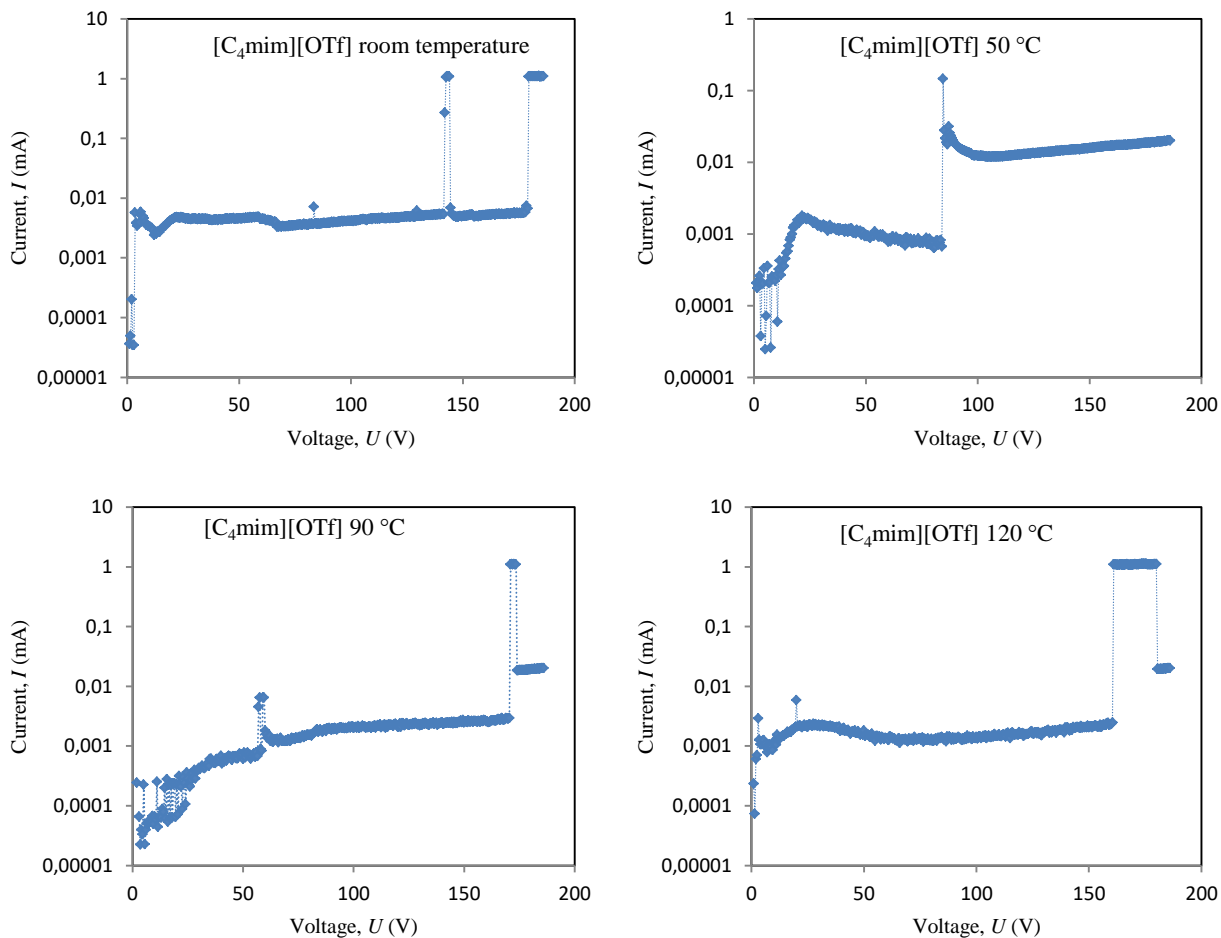 [C₄mim][OTf] room temperature
10
1
0,1
0,01
0,001
0,0001
0,00001
Current, I (mA)
0 50 100 150 200
Voltage, U (V)
[C₄mim][OTf] 50 °C
1
0,1
0,01
0,001
0,0001
0,00001
Current, I (mA)
0 50 100 150 200
Voltage, U (V)
[C₄mim][OTf] 90 °C
10
1
0,1
0,01
0,001
0,0001
0,00001
Current, I (mA)
0 50 100 150 200
Voltage, U (V)
[C₄mim][OTf] 120 °C
10
1
0,1
0,01
0,001
0,0001
0,00001
Current, I (mA)
0 50 100 150 200
Voltage, U (V)